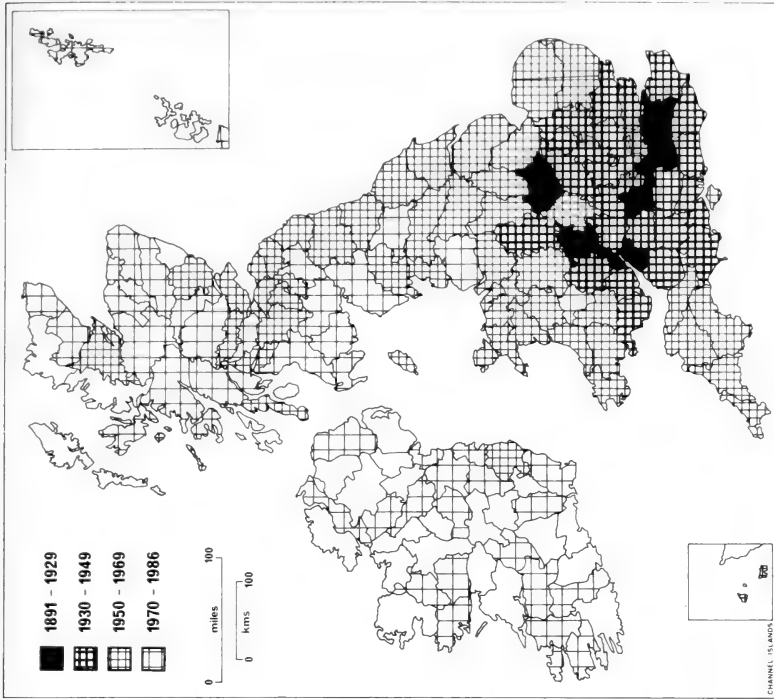 1891 - 1929
1930 - 1949
1950 - 1969
1970 - 1986
0 miles 100
0 kms 100
CHANNEL ISLANDS